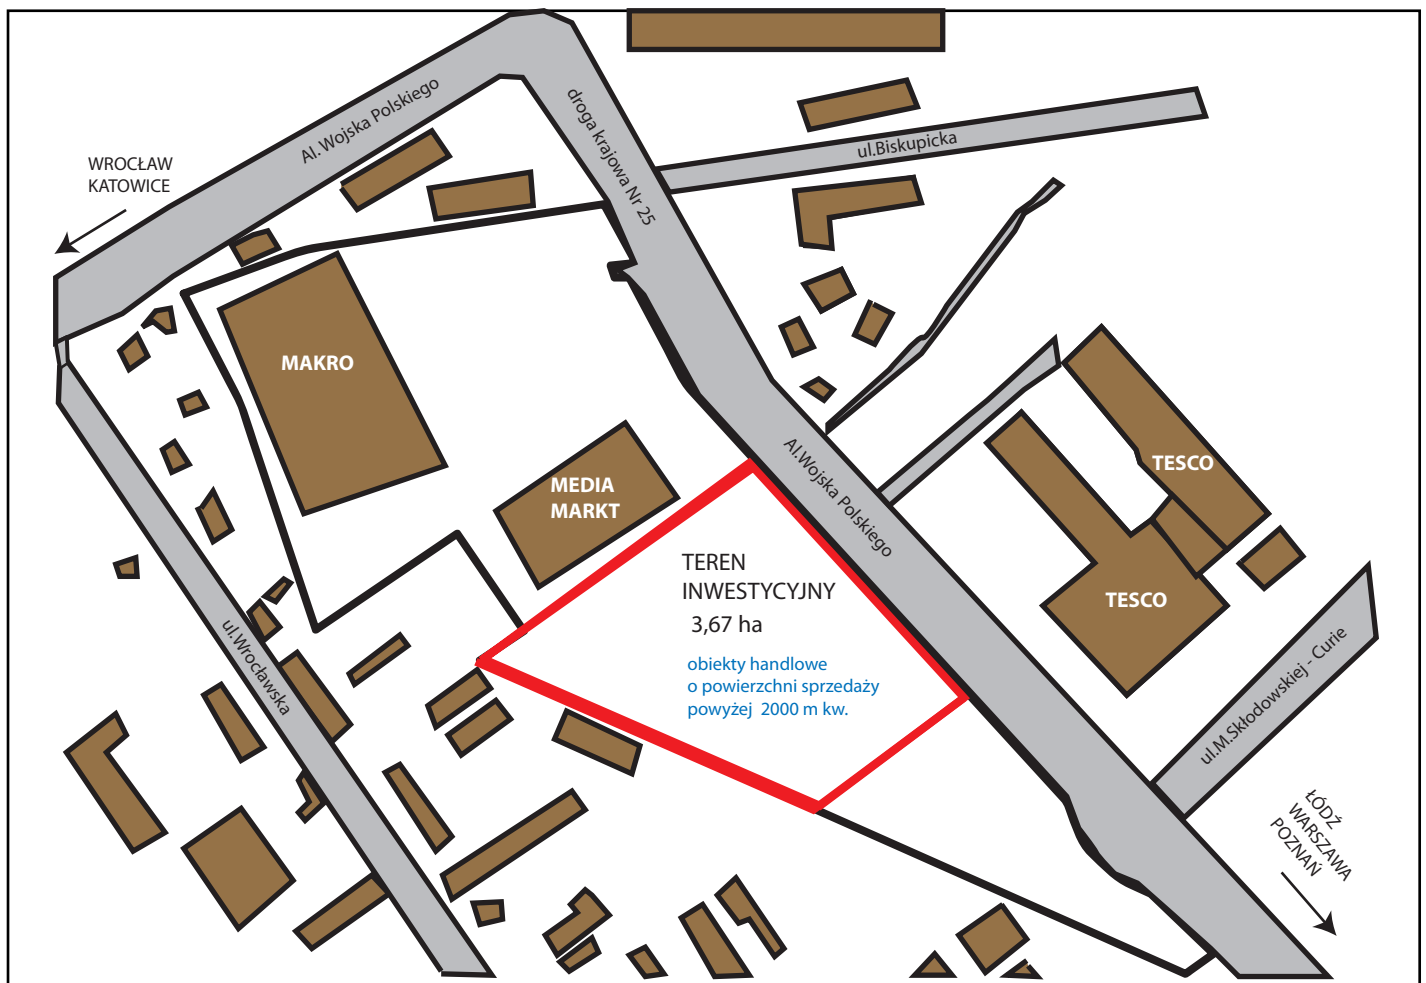 Al. Wojska Polskiego
droga krajowa Nr 25
ul.Biskupicka
WROCŁAW
KATOWICE
MAKRO
MEDIA
MARKT
Al.Wojska Polskiego
TESCO
TESCO
TEREN
INWESTYCYJNY
3,67 ha
obiekty handlowe
o powierzchni sprzedaży
powyżej 2000 m kw.
ul.Wrocławska
ul.M.Skłodowskiej - Curie
ŁÓDŹ
WARSZAWA
POZNAŃ